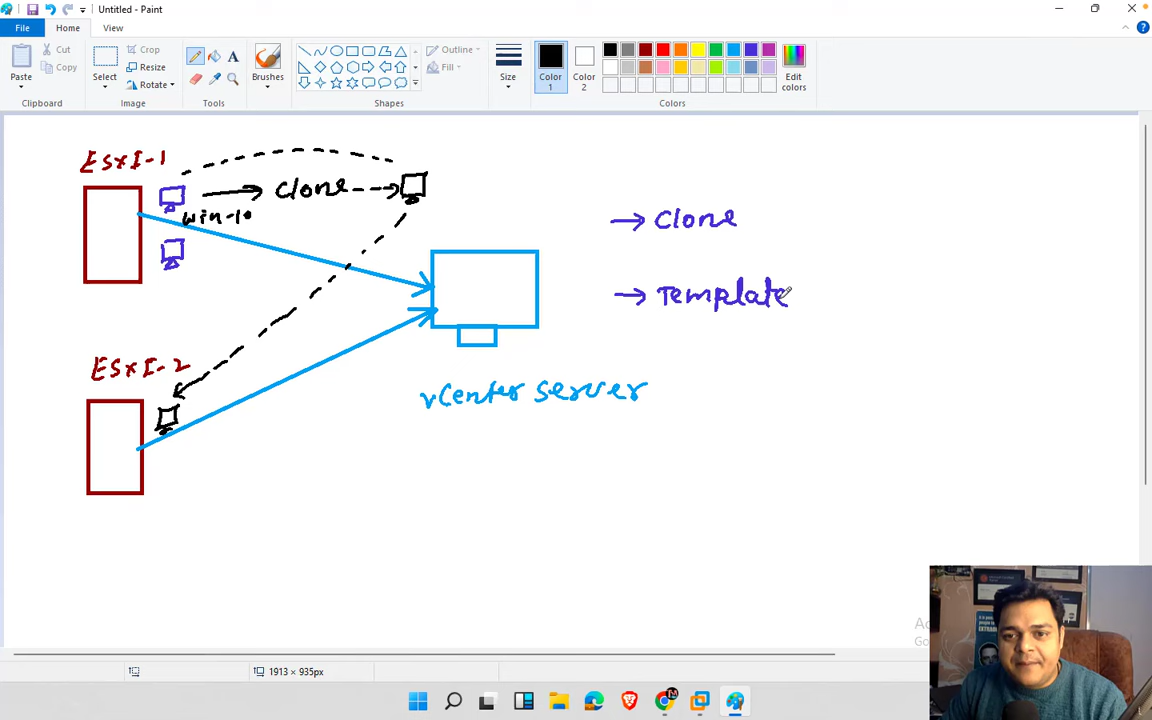 Untitled - Paint
File
Home
View
Paste
Cut
Copy
Clipboard
Select
Crop
Resize
Rotate
Image
A
Tools
Brushes
Outline
Fill
Shapes
Size
Color 1
Color 2
Edit colors
Colors
ESXI-1
win-10
clone
ESXI-2
vCenter server
Clone
Template
1913 × 935px